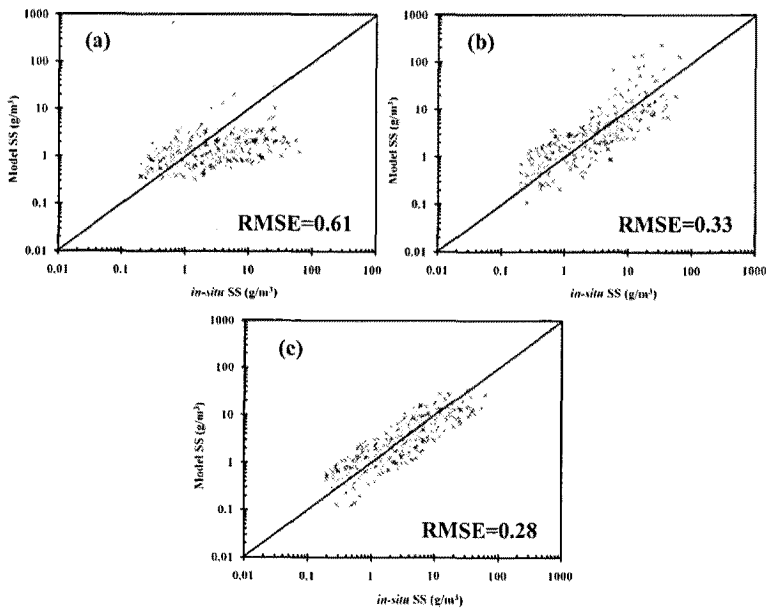 1000
(a)
100
10
1
0.1
0.01
Model SS (g/m³)
RMSE=0.61
0.01 0.1 1 10 100 100
in-situ SS (g/m³)
1000
(b)
100
10
1
0.1
0.01
Model SS (g/m³)
RMSE=0.33
0.01 0.1 1 10 100 1000
in-situ SS (g/m³)
1000
(c)
100
10
1
0.1
0.01
Model SS (g/m³)
RMSE=0.28
0.01 0.1 1 10 100 1000
in-situ SS (g/m³)